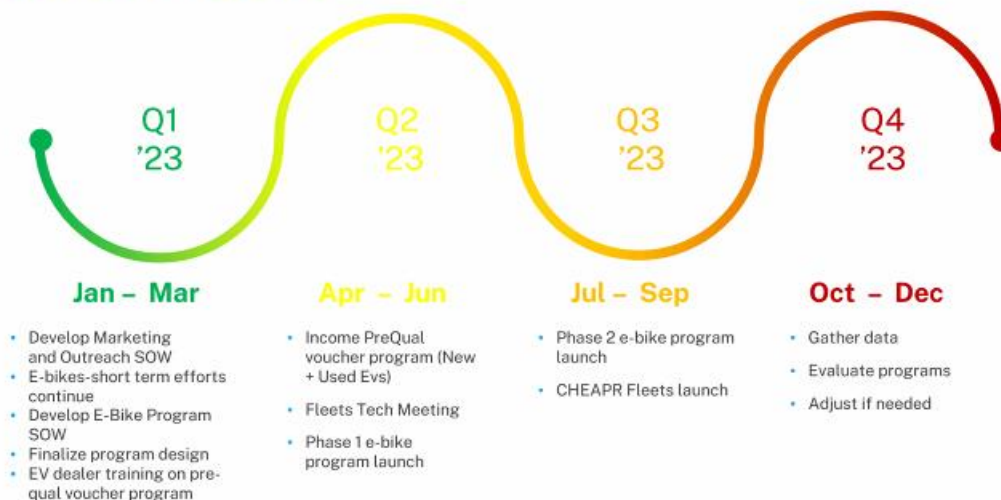 Q1
'23
Q2
'23
Q3
'23
Q4
'23
Jan – Mar
• Develop Marketing
and Outreach SOW
• E-bikes-short term efforts
continue
• Develop E-Bike Program
SOW
• Finalize program design
• EV dealer training on pre-
qual voucher program
Apr – Jun
• Income PreQual
voucher program (New
+ Used Evs)
• Fleets Tech Meeting
• Phase 1 e-bike
program launch
Jul – Sep
• Phase 2 e-bike program
launch
• CHEAPR Fleets launch
Oct – Dec
• Gather data
• Evaluate programs
• Adjust if needed